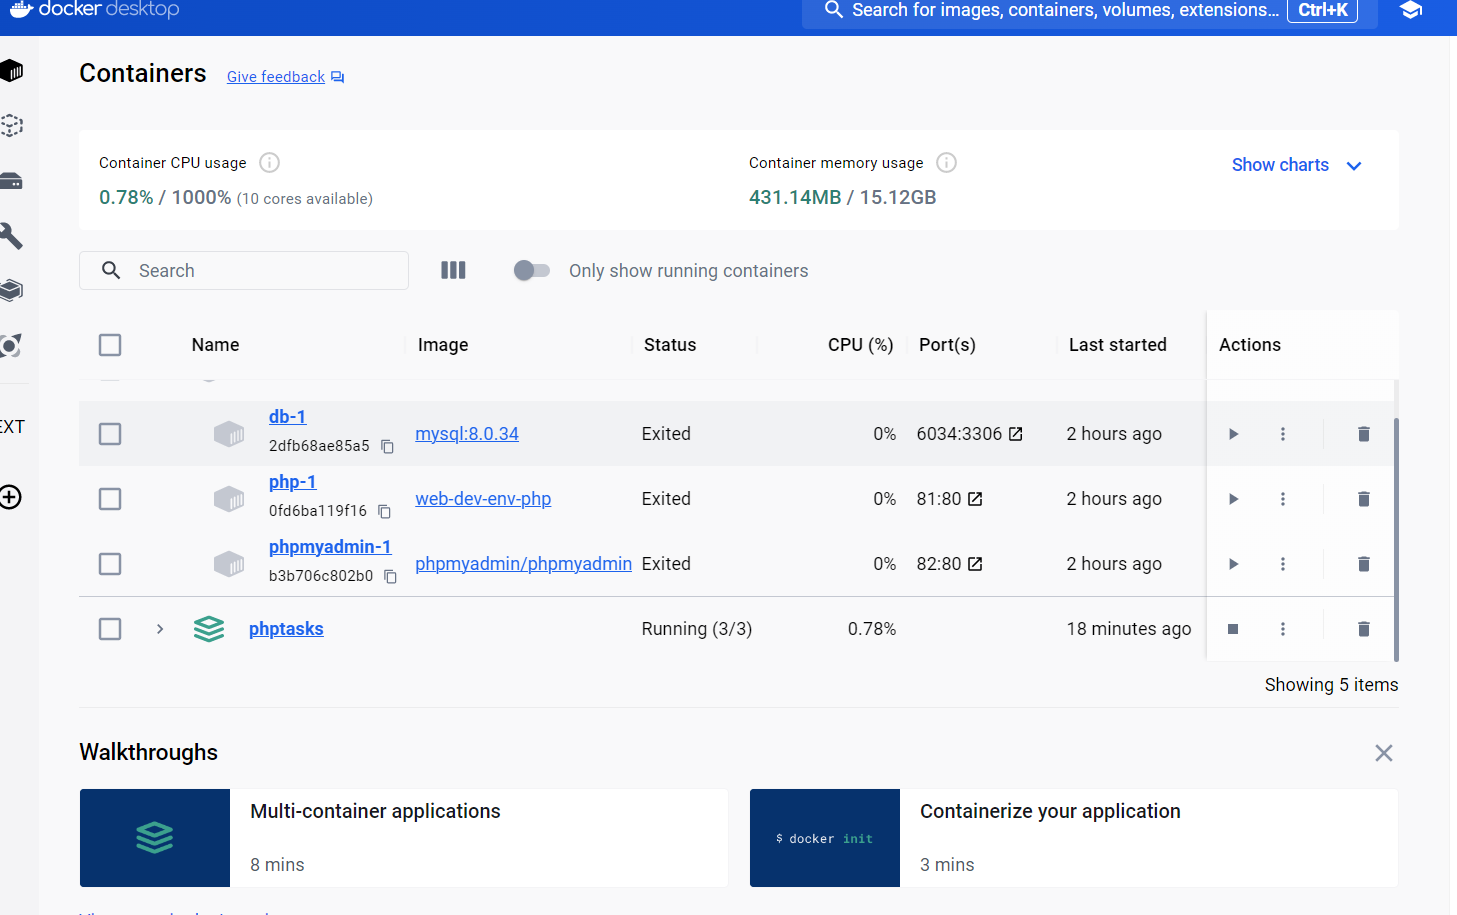 docker desktop
Search for images, containers, volumes, extensions... Ctrl+K
Containers Give feedback
Container CPU usage
0.78% / 1000% (10 cores available)
Container memory usage
431.14MB / 15.12GB
Show charts
Search
Only show running containers
Name Image Status CPU (%) Port(s) Last started Actions
db-1
2dfb68ae85a5
mysql:8.0.34 Exited 0% 6034:3306 2 hours ago
php-1
0fd6ba119f16
web-dev-env-php Exited 0% 81:80 2 hours ago
phpmyadmin-1
b3b706c802b0
phpmyadmin/phpmyadmin Exited 0% 82:80 2 hours ago
phptasks Running (3/3) 0.78% 18 minutes ago
Showing 5 items
EXT
Walkthroughs
$ docker init
Multi-container applications
8 mins
Containerize your application
3 mins